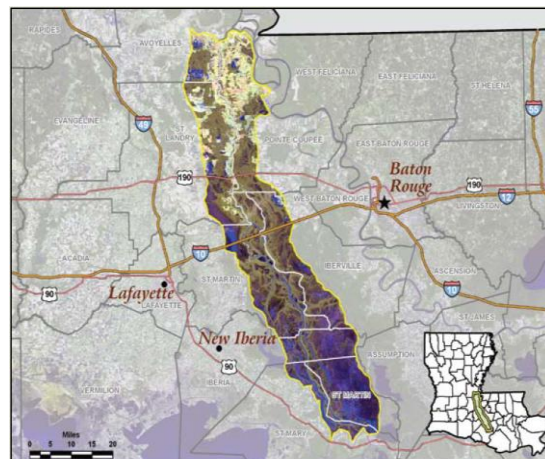 RAPIDES
AVOYELLES
WEST FELICIANA
EAST FELICIANA
ST HELENA
EVANGELINE
49
55
ST
LANDRY
POINTE COUPEE
EAST BATON ROUGE
190
Baton
Rouge
190
WEST BATON ROUGE
12
LIVINGSTON
ACADIA
10
ST MARTIN
IBERVILLE
ASCENSION
90
Lafayette
LAFAYETTE
10
ST JAMES
New Iberia
90
ASSUMPTION
VERMILION
IBERIA
ST MARTIN
ST MARY
Miles
0 5 10 15 20